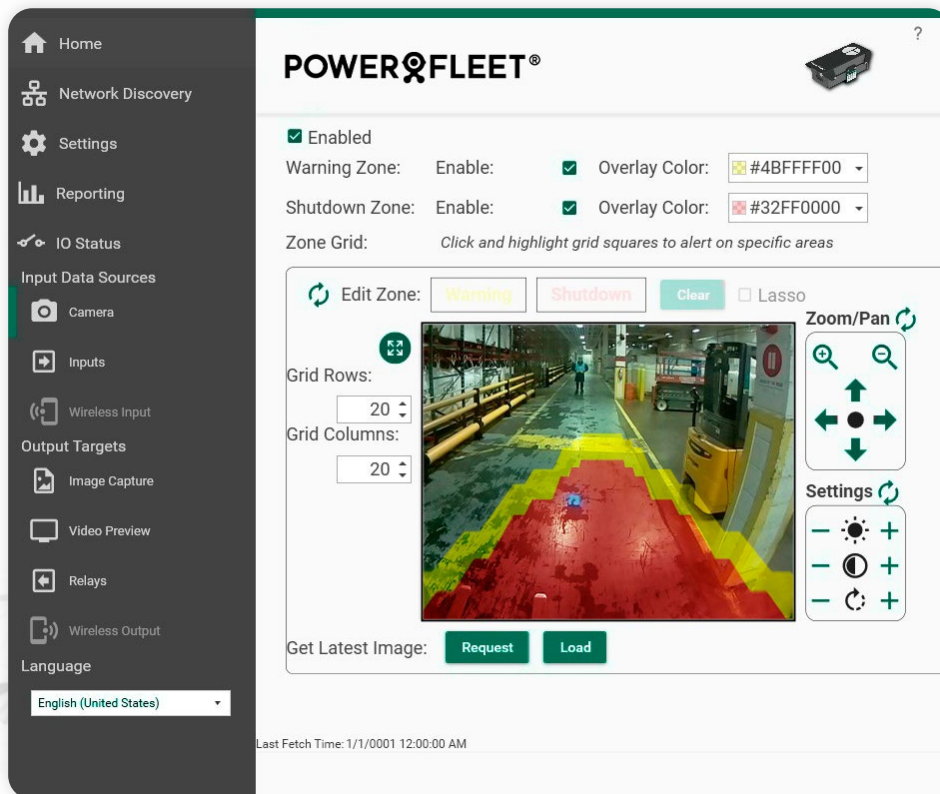 Home
Network Discovery
Settings
Reporting
IO Status
Input Data Sources
Camera
Inputs
Wireless Input
Output Targets
Image Capture
Video Preview
Relays
Wireless Output
Language
English (United States)
?
POWERFLEET®
Enabled
Warning Zone: Enable: Overlay Color: #4BFFFF00
Shutdown Zone: Enable: Overlay Color: #32FF0000
Zone Grid: Click and highlight grid squares to alert on specific areas
Edit Zone: Warning Shutdown Clear Lasso
Zoom/Pan
Grid Rows:
20
Grid Columns:
20
Settings
Get Latest Image: Request Load
Last Fetch Time: 1/1/0001 12:00:00 AM